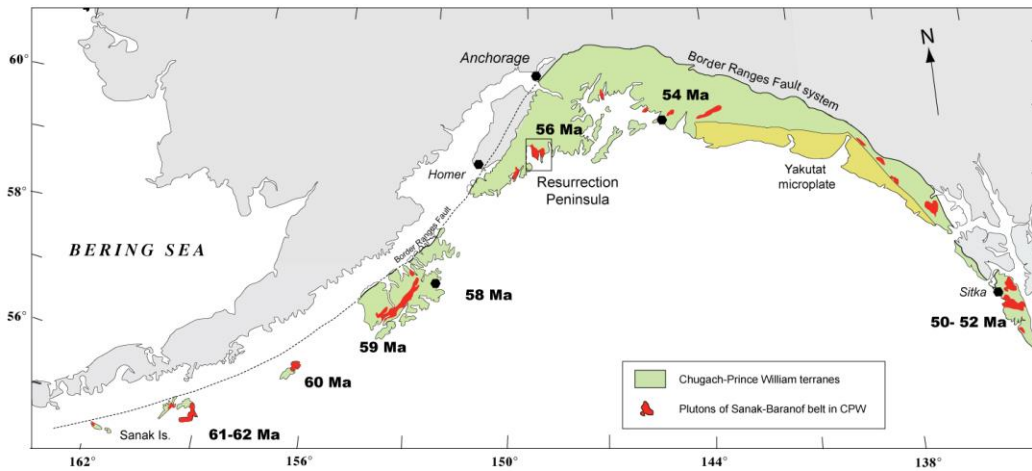 60°
58°
56°
Anchorage
Border Ranges Fault system
N
54 Ma
56 Ma
Homer
Resurrection
Peninsula
Yakutat
microplate
BERING SEA
Border Ranges Fault
58 Ma
59 Ma
60 Ma
Sanak Is.
61-62 Ma
Sitka
50- 52 Ma
Chugach-Prince William terranes
Plutons of Sanak-Baranof belt in CPW
162°
156°
150°
144°
138°